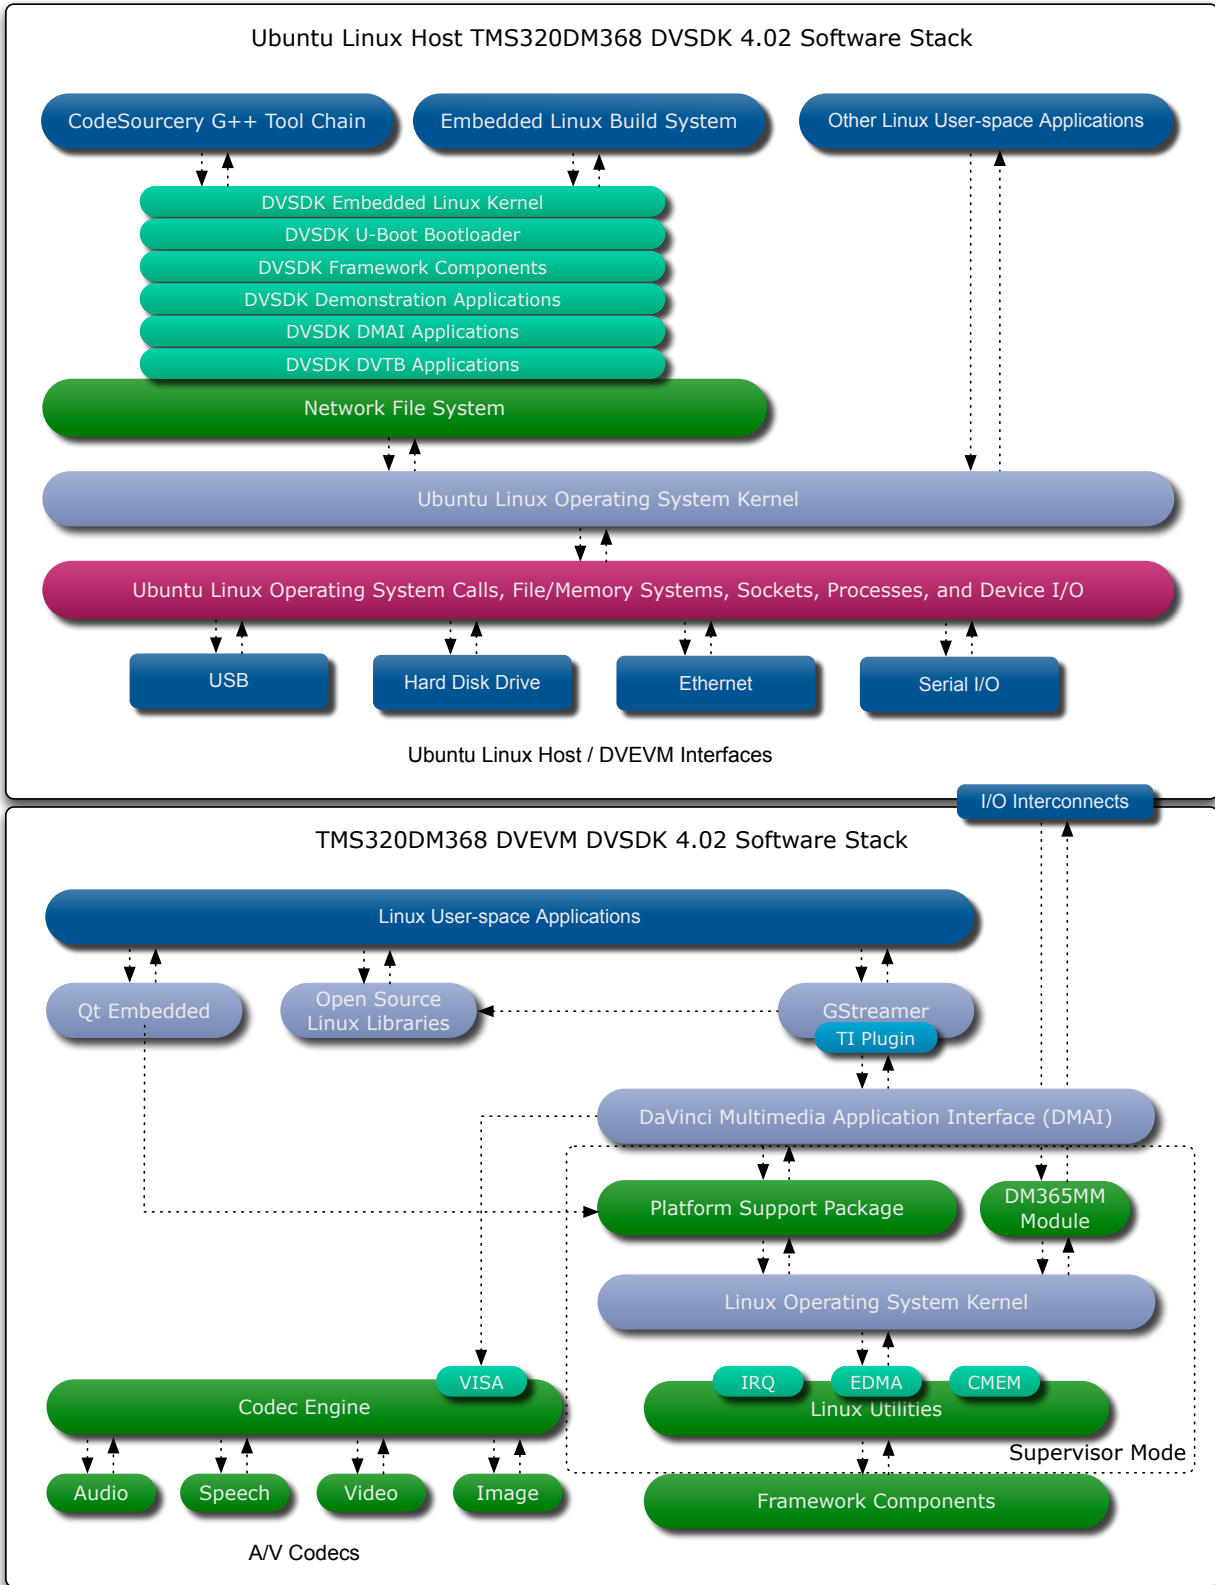 Ubuntu Linux Host TMS320DM368 DVSDK 4.02 Software Stack
CodeSourcery G++ Tool Chain
Embedded Linux Build System
Other Linux User-space Applications
DVSDK Embedded Linux Kernel
DVSDK U-Boot Bootloader
DVSDK Framework Components
DVSDK Demonstration Applications
DVSDK DMAI Applications
DVSDK DVTB Applications
Network File System
Ubuntu Linux Operating System Kernel
Ubuntu Linux Operating System Calls, File/Memory Systems, Sockets, Processes, and Device I/O
USB
Hard Disk Drive
Ethernet
Serial I/O
Ubuntu Linux Host / DVEVM Interfaces
I/O Interconnects
TMS320DM368 DVEVM DVSDK 4.02 Software Stack
Linux User-space Applications
Qt Embedded
Open Source
Linux Libraries
GStreamer
TI Plugin
DaVinci Multimedia Application Interface (DMAI)
Platform Support Package
DM365MM
Module
Linux Operating System Kernel
VISA
Codec Engine
IRQ
EDMA
CMEM
Linux Utilities
Supervisor Mode
Audio
Speech
Video
Image
Framework Components
A/V Codecs